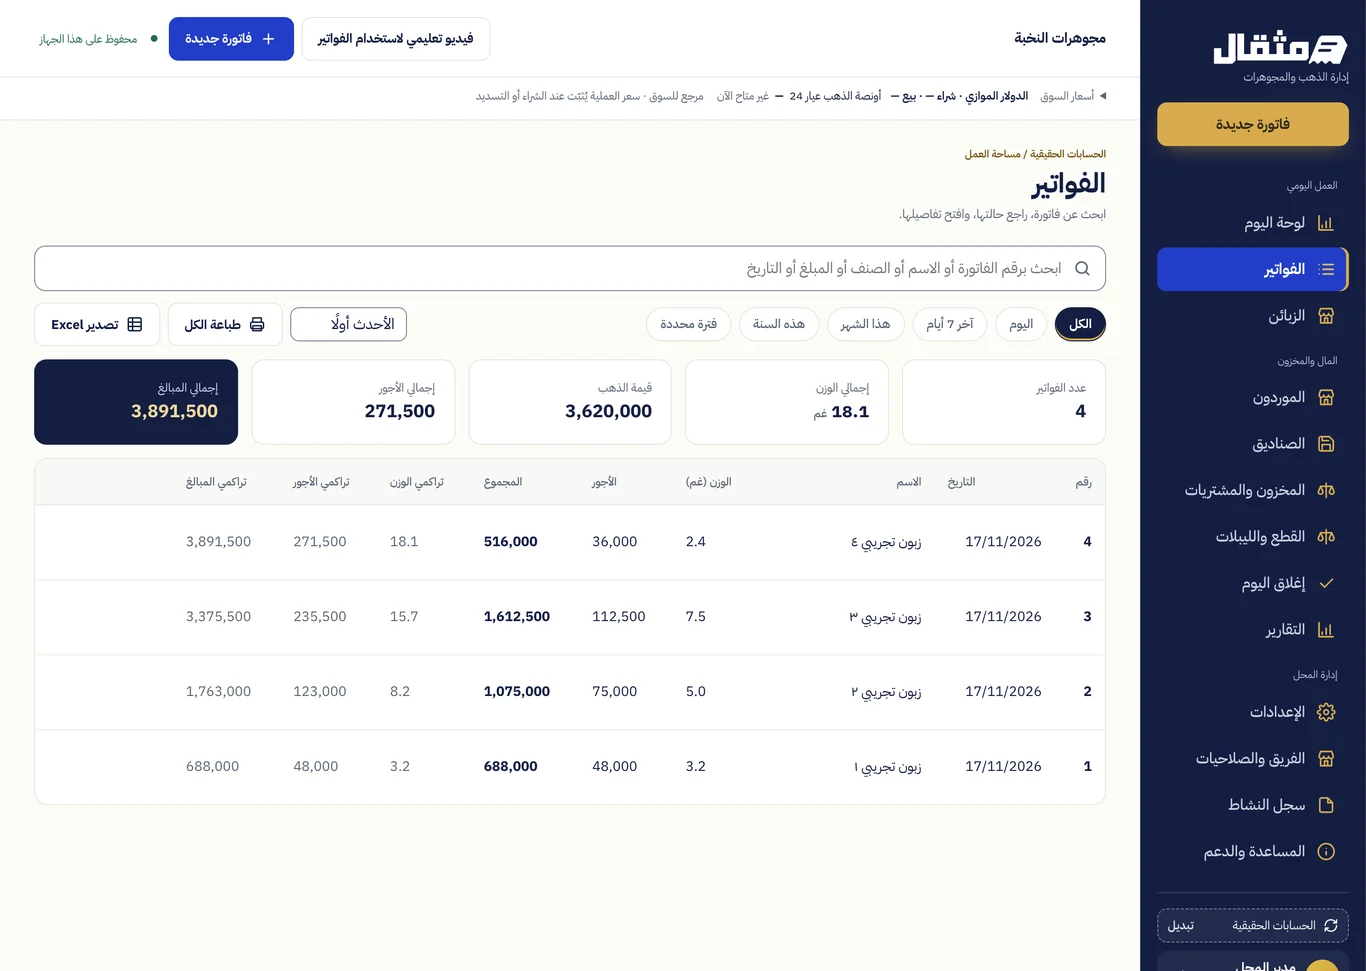 مثقال
إدارة الذهب والمجوهرات
فاتورة جديدة
العمل اليومي
لوحة اليوم
الفواتير
الزبائن
المال والمخزون
الموردون
الصناديق
المخزون والمشتريات
القطع والليبلات
إغلاق اليوم
التقارير
إدارة المحل
الإعدادات
الفريق والصلاحيات
سجل النشاط
المساعدة والدعم
الحسابات الحقيقية تبديل
مدير المحل
مجوهرات النخبة
فيديو تعليمي لاستخدام الفواتير
فاتورة جديدة
محفوظ على هذا الجهاز
أسعار السوق الدولار الموازي · شراء — · بيع — أونصة الذهب عيار 24 — غير متاح الآن مرجع للسوق · سعر العملية يُثبّت عند الشراء أو التسديد
الحسابات الحقيقية / مساحة العمل
الفواتير
ابحث عن فاتورة، راجع حالتها، وافتح تفاصيلها.
ابحث برقم الفاتورة أو الاسم أو الصنف أو المبلغ أو التاريخ
الكل اليوم آخر 7 أيام هذا الشهر هذه السنة فترة محددة الأحدث أولًا طباعة الكل تصدير Excel
عدد الفواتير إجمالي الوزن قيمة الذهب إجمالي الأجور إجمالي المبالغ
4 18.1 غم 3,620,000 271,500 3,891,500
رقم التاريخ الاسم الوزن (غم) الأجور المجموع تراكمي الوزن تراكمي الأجور تراكمي المبالغ
4 17/11/2026 زبون تجريبي ٤ 2.4 36,000 516,000 18.1 271,500 3,891,500
3 17/11/2026 زبون تجريبي ٣ 7.5 112,500 1,612,500 15.7 235,500 3,375,500
2 17/11/2026 زبون تجريبي ٢ 5.0 75,000 1,075,000 8.2 123,000 1,763,000
1 17/11/2026 زبون تجريبي ١ 3.2 48,000 688,000 3.2 48,000 688,000